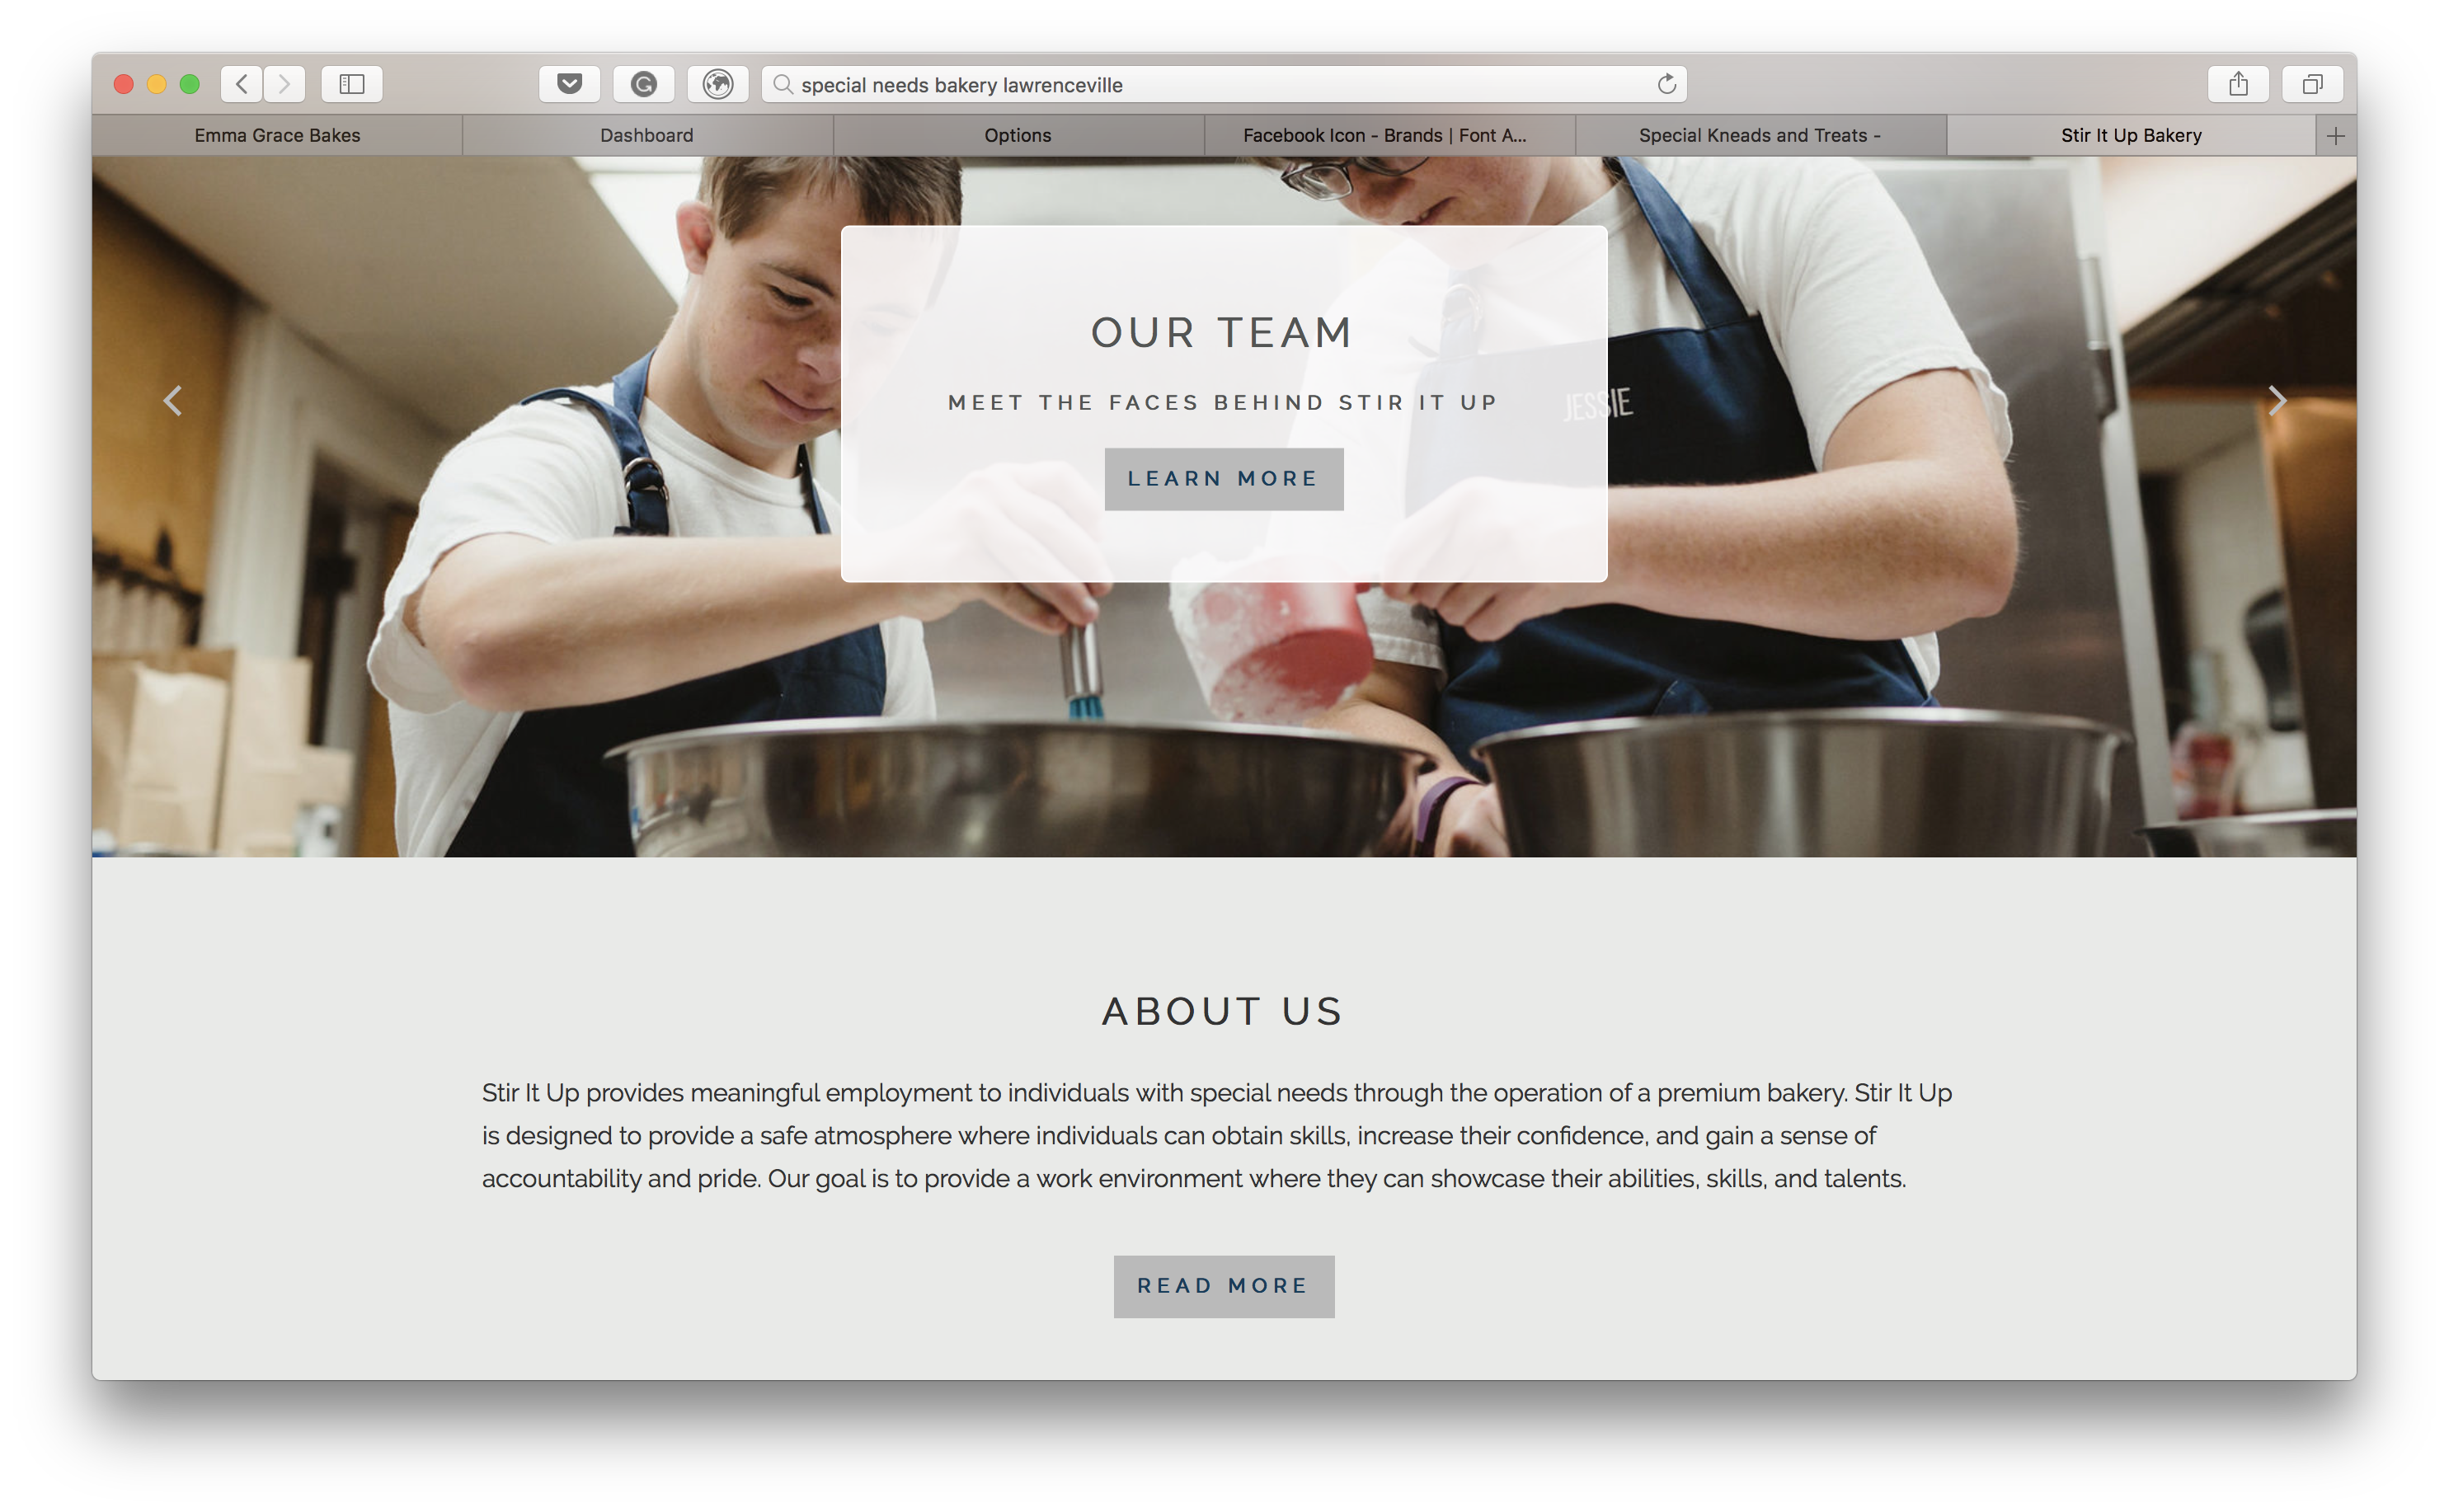 special needs bakery lawrenceville
Emma Grace Bakes
Dashboard
Options
Facebook Icon - Brands | Font A...
Special Kneads and Treats -
Stir It Up Bakery
OUR TEAM
MEET THE FACES BEHIND STIR IT UP
JESSIE
LEARN MORE
ABOUT US
Stir It Up provides meaningful employment to individuals with special needs through the operation of a premium bakery. Stir It Up
is designed to provide a safe atmosphere where individuals can obtain skills, increase their confidence, and gain a sense of
accountability and pride. Our goal is to provide a work environment where they can showcase their abilities, skills, and talents.
READ MORE